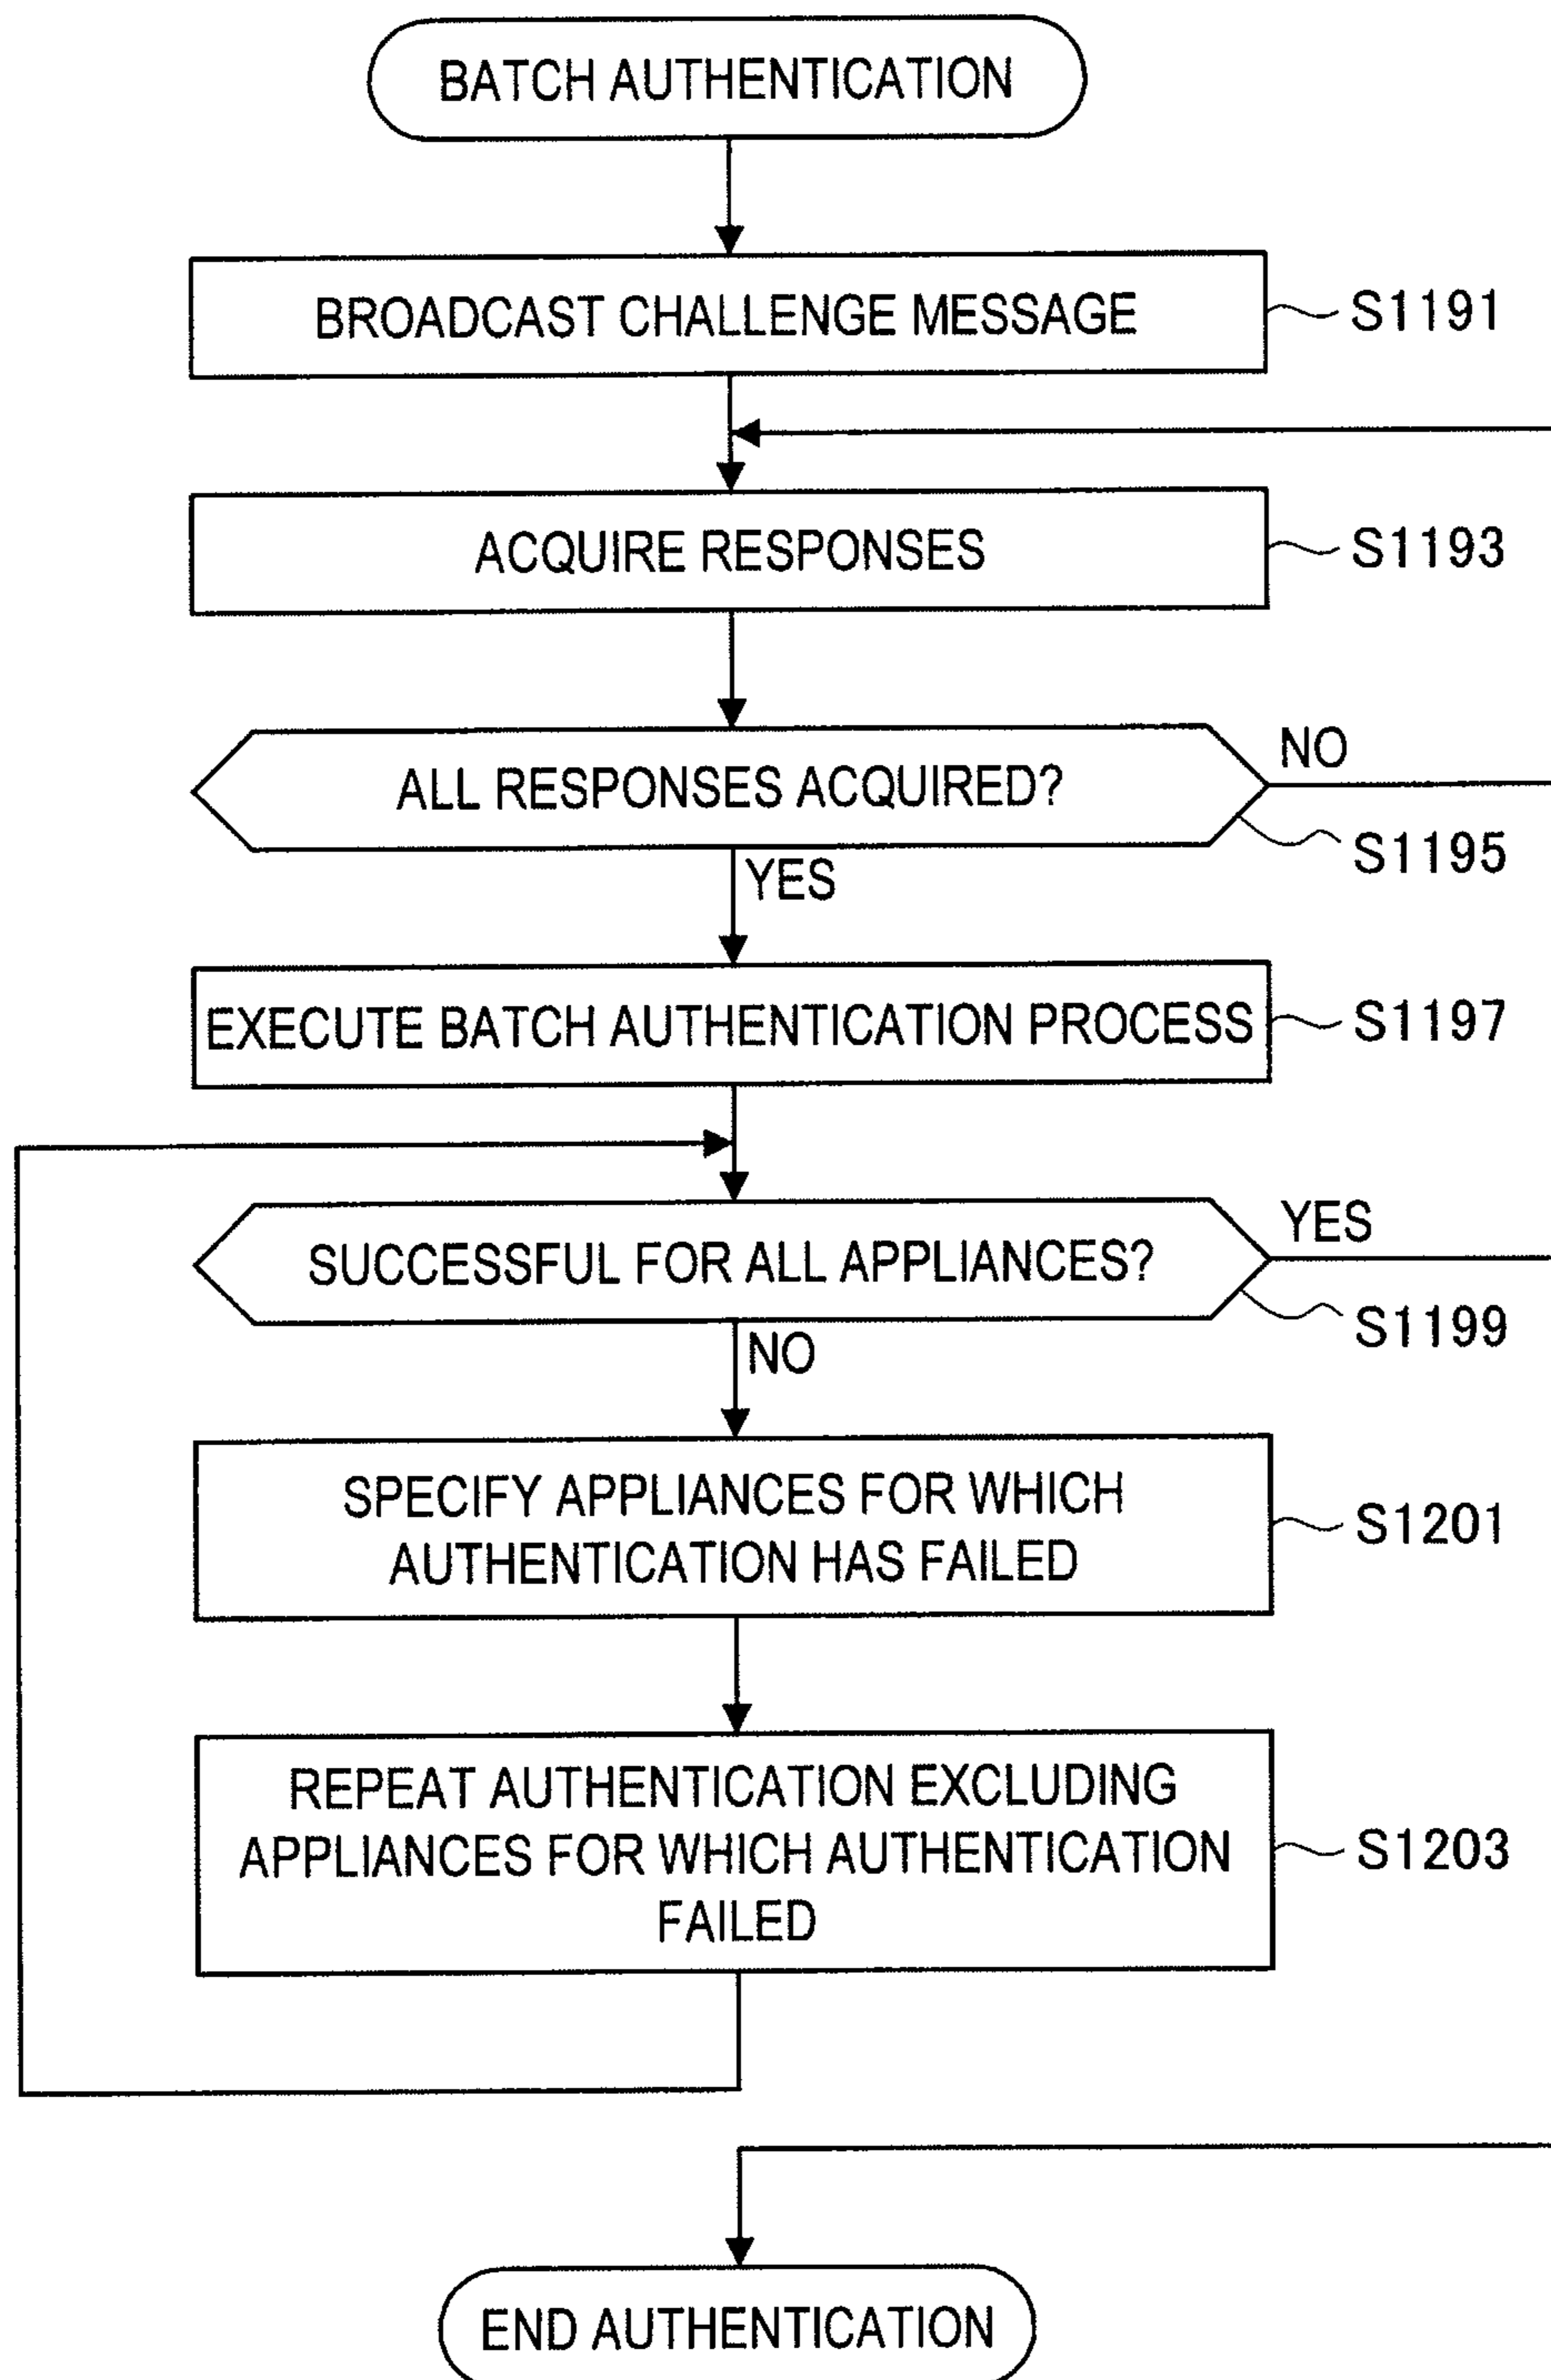 BATCH AUTHENTICATION
BROADCAST CHALLENGE MESSAGE
S1191
ACQUIRE RESPONSES
S1193
ALL RESPONSES ACQUIRED?
NO
S1195
YES
EXECUTE BATCH AUTHENTICATION PROCESS
S1197
SUCCESSFUL FOR ALL APPLIANCES?
YES
S1199
NO
SPECIFY APPLIANCES FOR WHICH
AUTHENTICATION HAS FAILED
S1201
REPEAT AUTHENTICATION EXCLUDING
APPLIANCES FOR WHICH AUTHENTICATION
FAILED
S1203
END AUTHENTICATION